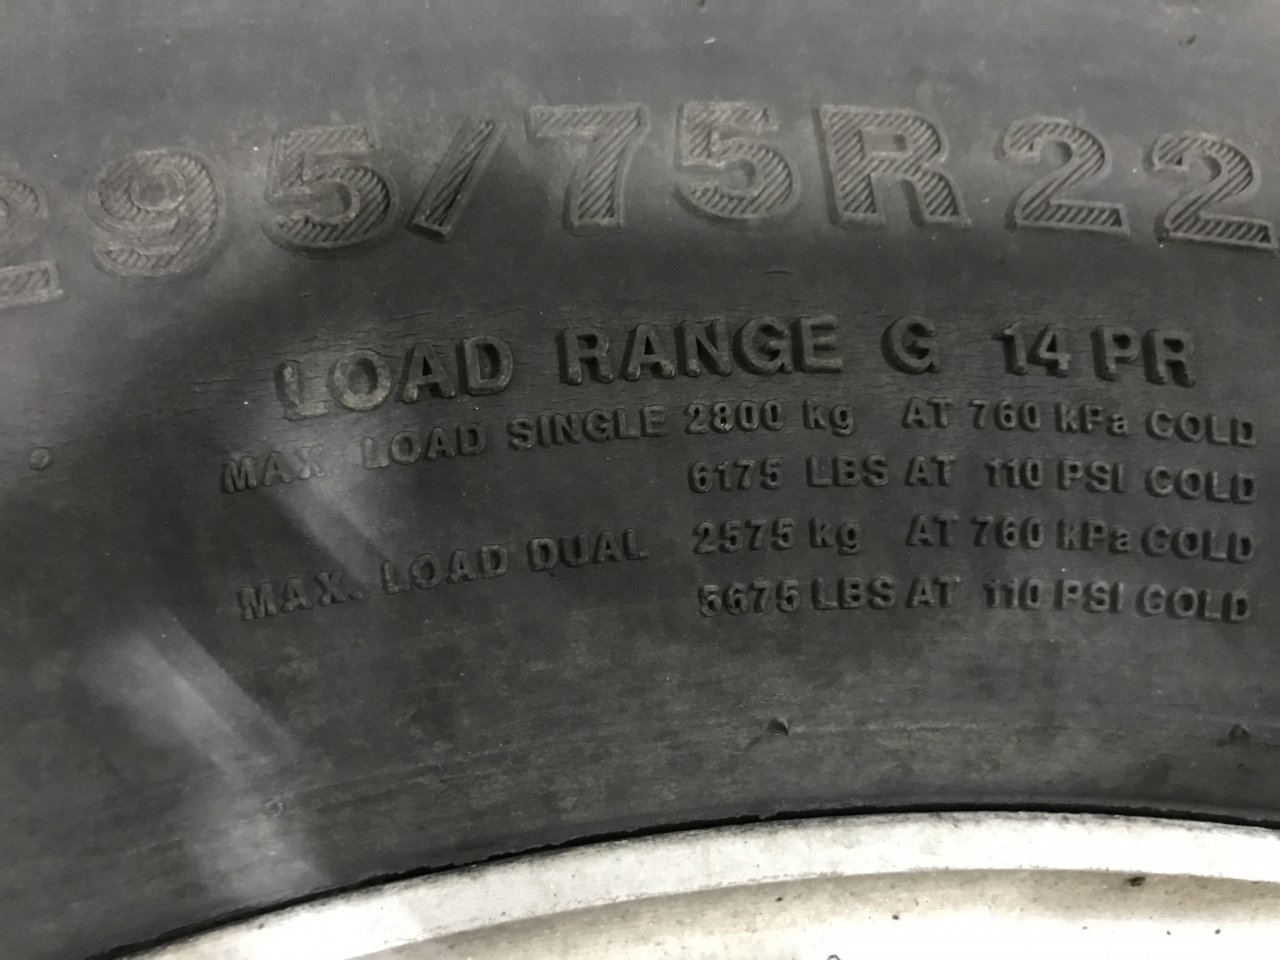 295/75R22
LOAD RANGE G 14 PR
MAX. LOAD SINGLE 2800 kg AT 760 kPa COLD
6175 LBS AT 110 PSI COLD
MAX. LOAD DUAL 2575 kg AT 760 kPa COLD
5675 LBS AT 110 PSI COLD